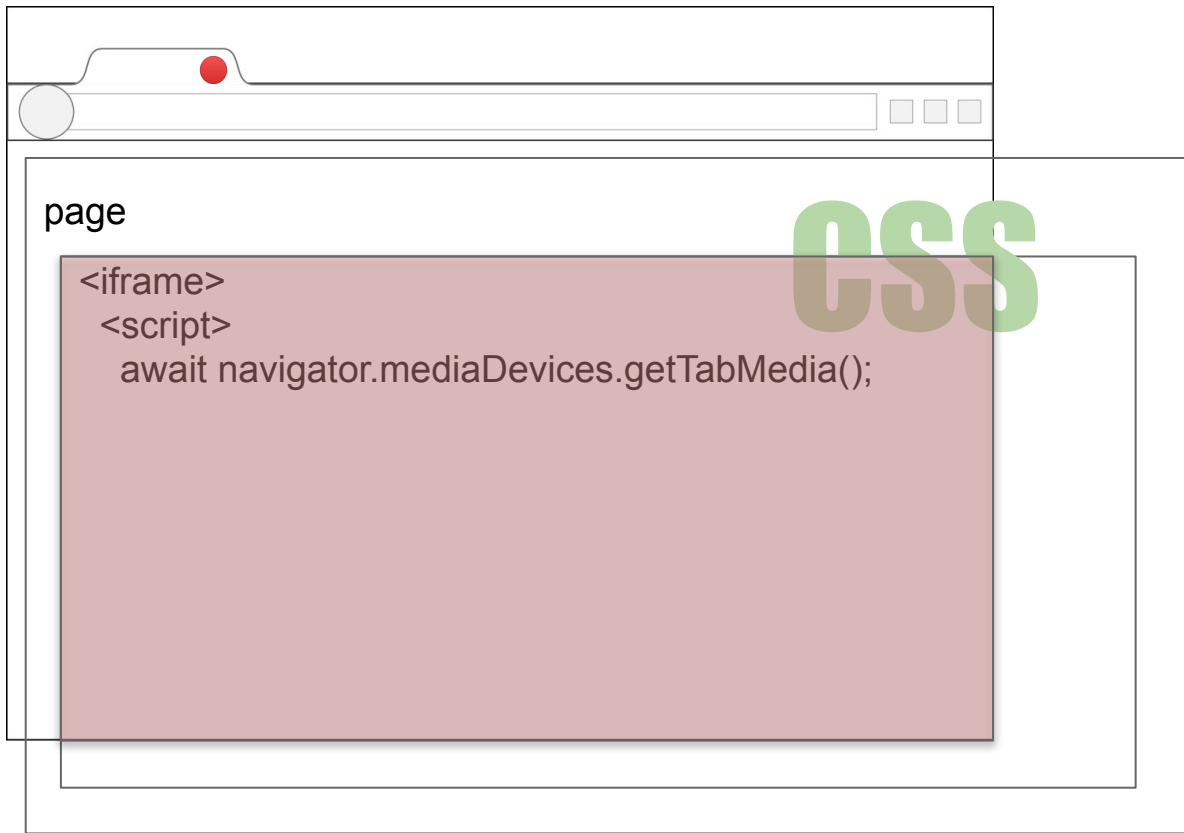 page
CSS
<iframe>
<script>
await navigator.mediaDevices.getTabMedia();